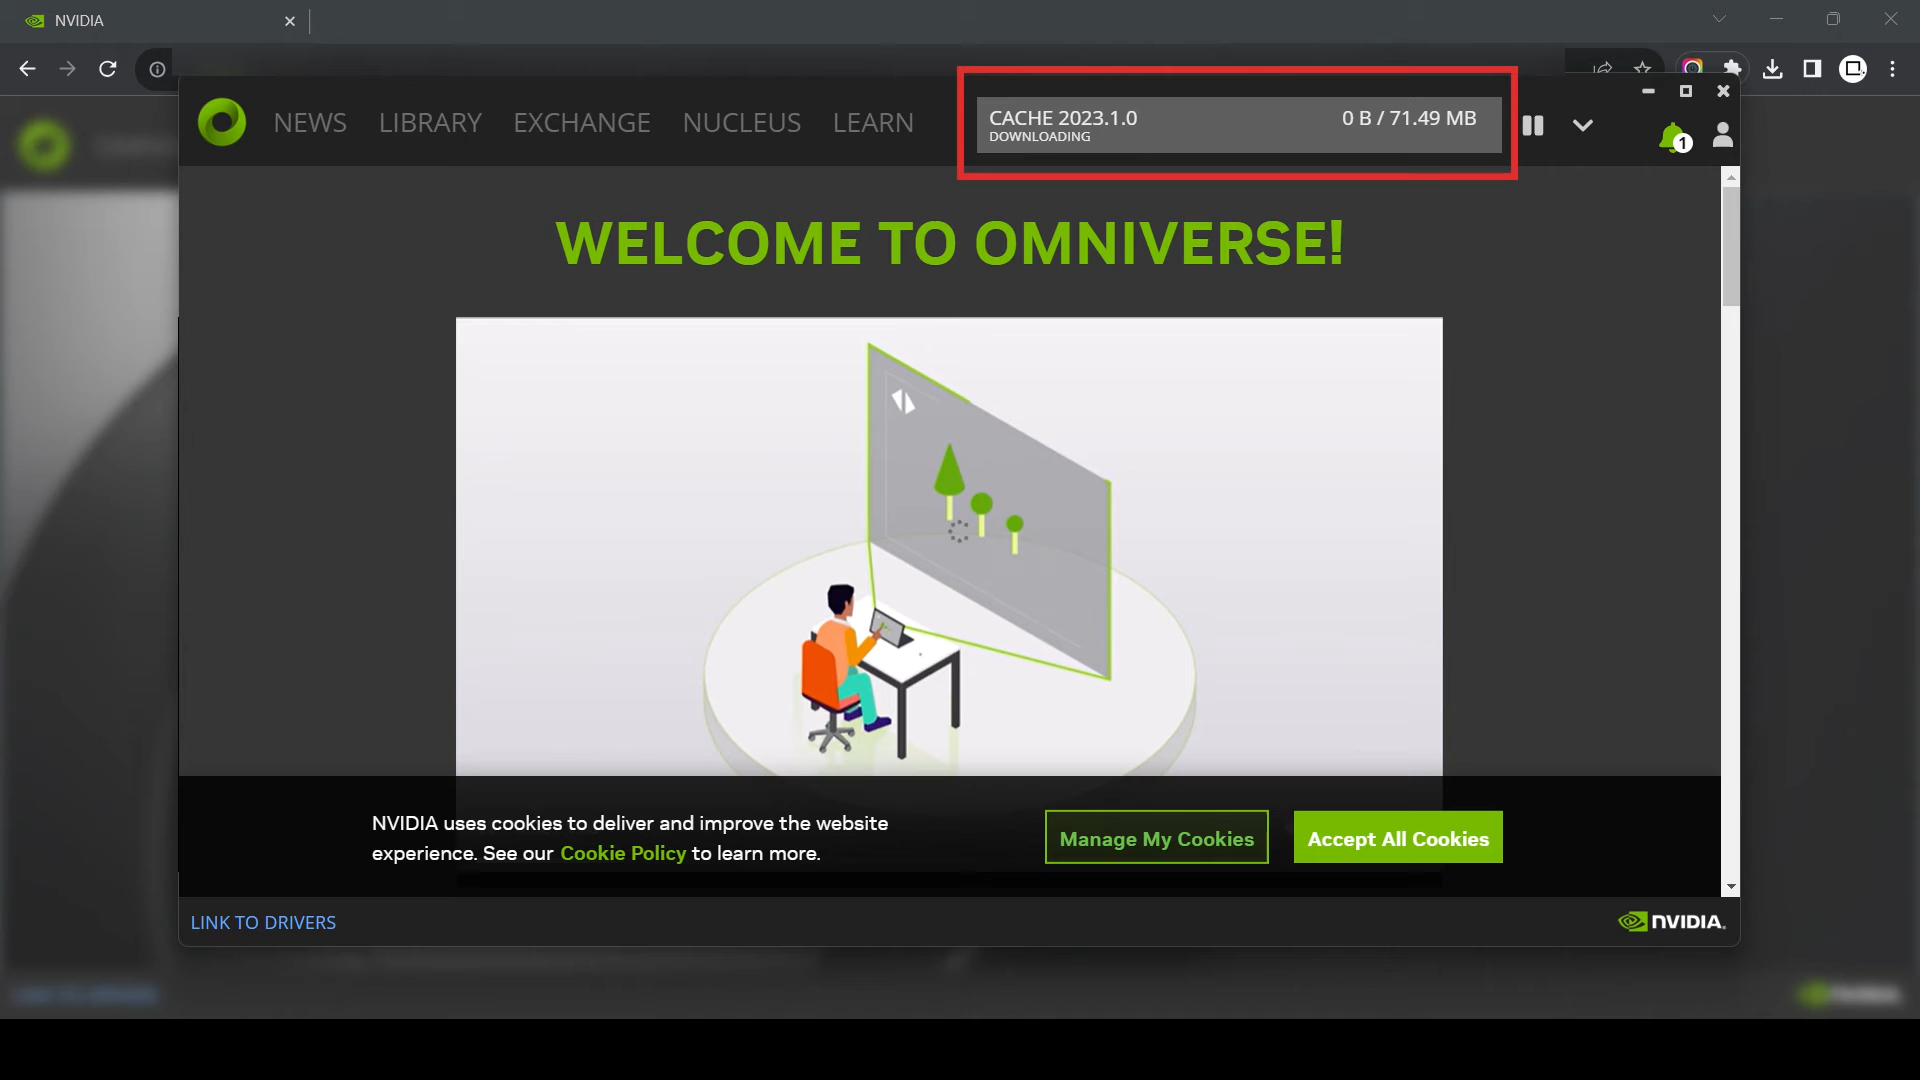 NVIDIA
NEWS LIBRARY EXCHANGE NUCLEUS LEARN
CACHE 2023.1.0 0 B / 71.49 MB
DOWNLOADING
1
WELCOME TO OMNIVERSE!
NVIDIA uses cookies to deliver and improve the website
experience. See our Cookie Policy to learn more.
Manage My Cookies
Accept All Cookies
LINK TO DRIVERS
NVIDIA.